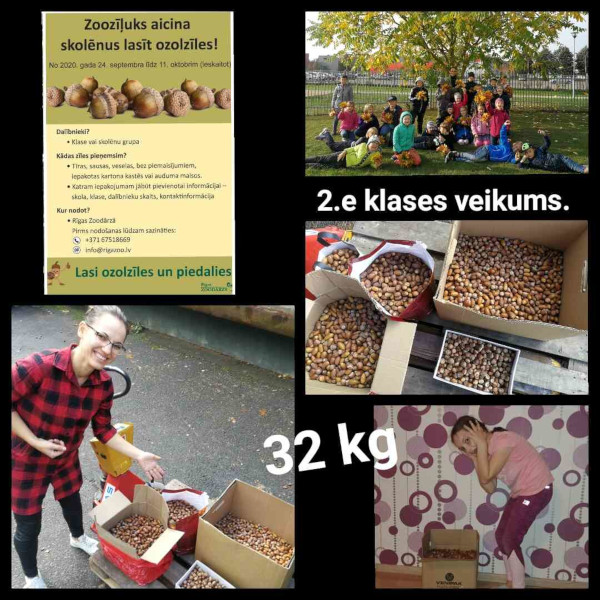 Zoozīļuks aicina
skolēnus lasīt ozolzīles!
No 2020. gada 24. septembra līdz 11. oktobrim (ieskaitot)
Dalībnieki?
• Klase vai skolēnu grupa
Kādas zīles pieņemsim?
• Tīras, sausas, veselas, bez piemaisījumiem,
iepakotas kartona kastēs vai auduma maisos.
• Katram iepakojumam jābūt pievienotai informācijai –
skola, klase, dalībnieku skaits, kontaktinformācija
Kur nodot?
• Rīgas Zoodārzā
Pirms nodošanas lūdzam sazināties:
+371 67518669
info@rigazoo.lv
Lasi ozolzīles un piedalies
2.e klases veikums.
32 kg